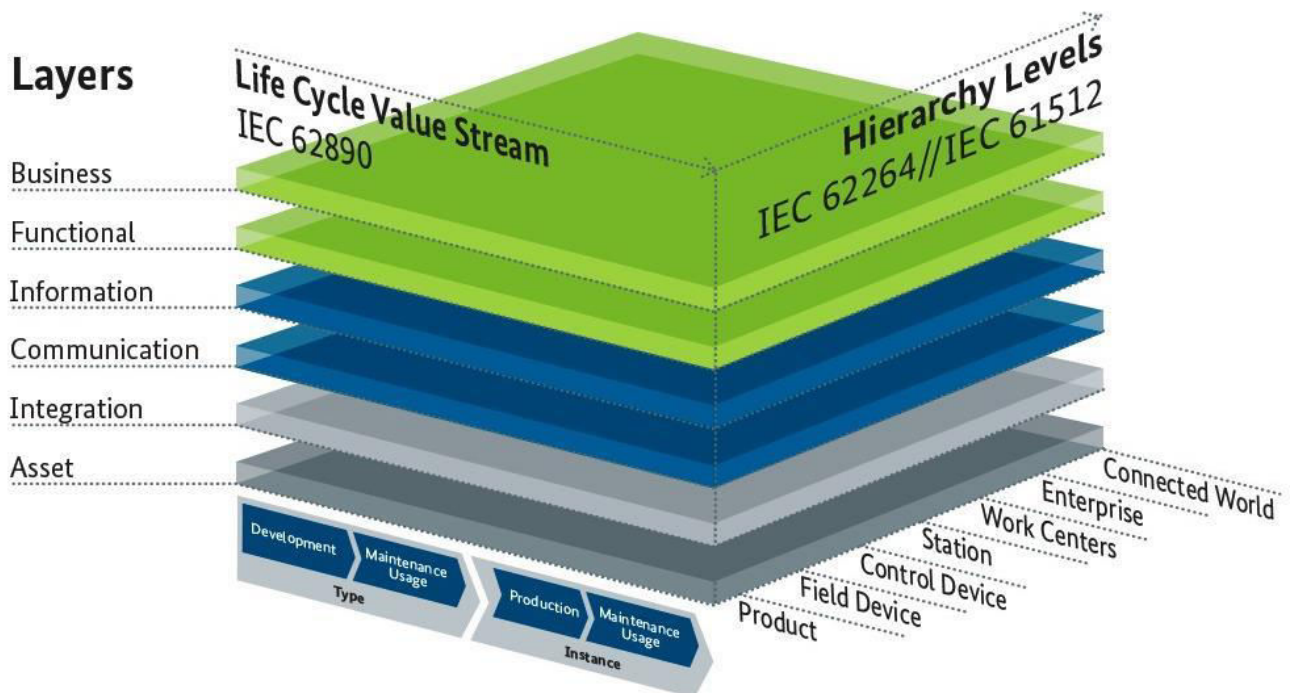 Layers
Life Cycle Value Stream
IEC 62890
Hierarchy Levels
IEC 62264//IEC 61512
Business
Functional
Information
Communication
Integration
Asset
Development
Maintenance
Usage
Type
Production
Maintenance
Usage
Instance
Product
Field Device
Control Device
Station
Work Centers
Enterprise
Connected World